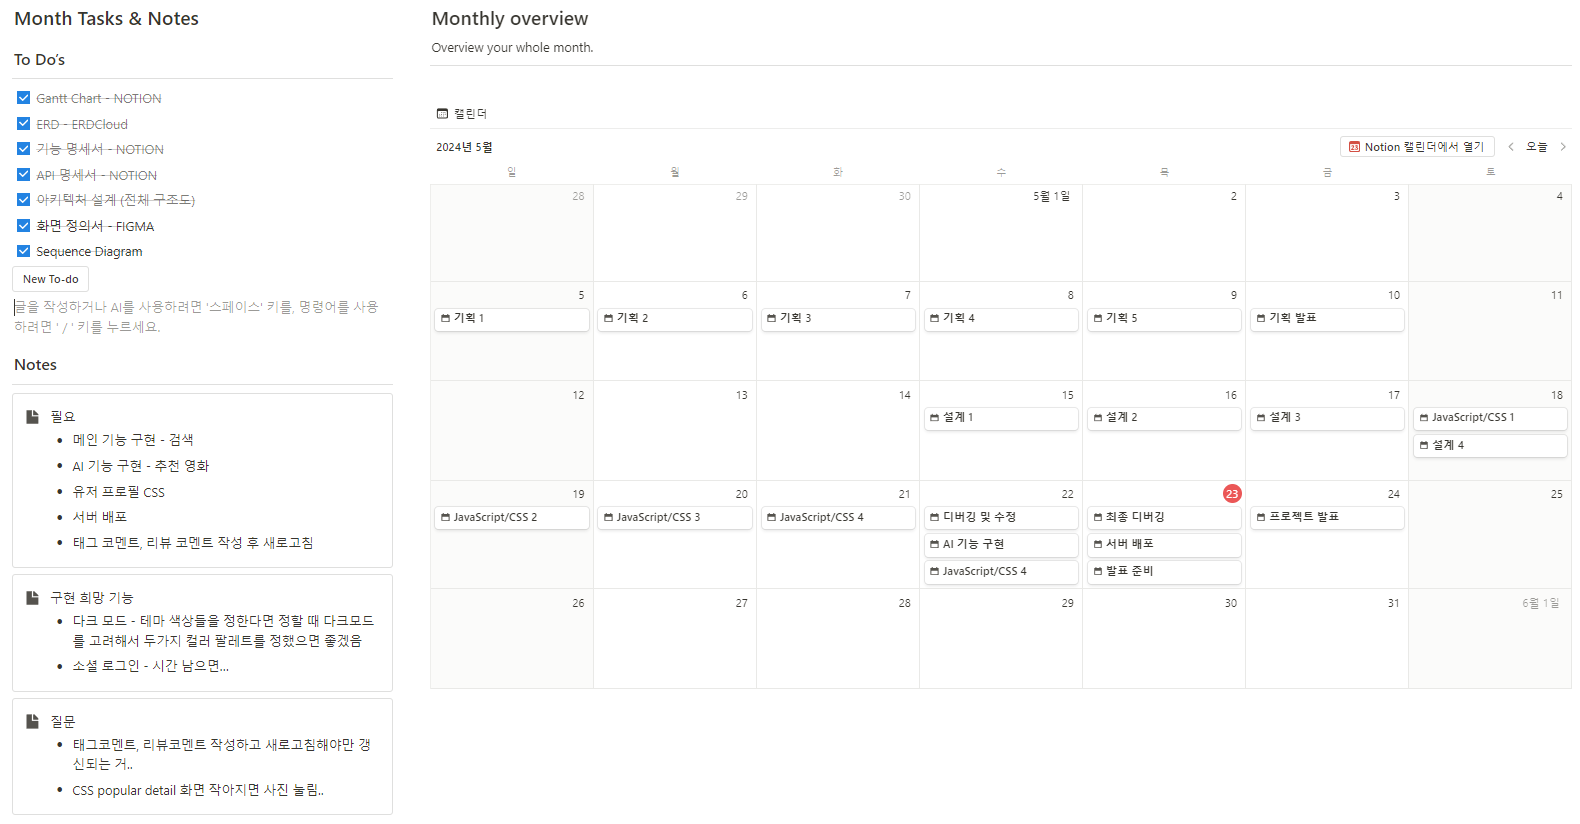 Month Tasks & Notes
To Do's
Gantt Chart - NOTION
ERD - ERDCloud
기능 명세서 - NOTION
API 명세서 - NOTION
아키텍처 설계 (전체 구조도)
화면 정의서 - FIGMA
Sequence Diagram
New To-do
글을 작성하거나 AI를 사용하려면 '스페이스' 키를, 명령어를 사용
하려면 ' / ' 키를 누르세요.
Notes
필요
• 메인 기능 구현 - 검색
• AI 기능 구현 - 추천 영화
• 유저 프로필 CSS
• 서버 배포
• 태그 코멘트, 리뷰 코멘트 작성 후 새로고침
구현 희망 기능
• 다크 모드 - 테마 색상들을 정한다면 정할 때 다크모드
를 고려해서 두가지 컬러 팔레트를 정했으면 좋겠음
• 소셜 로그인 - 시간 남으면...
질문
• 태그코멘트, 리뷰코멘트 작성하고 새로고침해야만 갱
신되는 거..
• CSS popular detail 화면 작아지면 사진 눌림..
Monthly overview
Overview your whole month.
캘린더
2024년 5월
23 Notion 캘린더에서 열기 < 오늘 >
일 월 화 수 목 금 토
28 29 30 5월 1일 2 3 4
5 6 7 8 9 10 11
기획 1 기획 2 기획 3 기획 4 기획 5 기획 발표
12 13 14 15 16 17 18
설계 1 설계 2 설계 3 JavaScript/CSS 1
설계 4
19 20 21 22 23 24 25
JavaScript/CSS 2 JavaScript/CSS 3 JavaScript/CSS 4 디버깅 및 수정 최종 디버깅 프로젝트 발표
AI 기능 구현 서버 배포
JavaScript/CSS 4 발표 준비
26 27 28 29 30 31 6월 1일